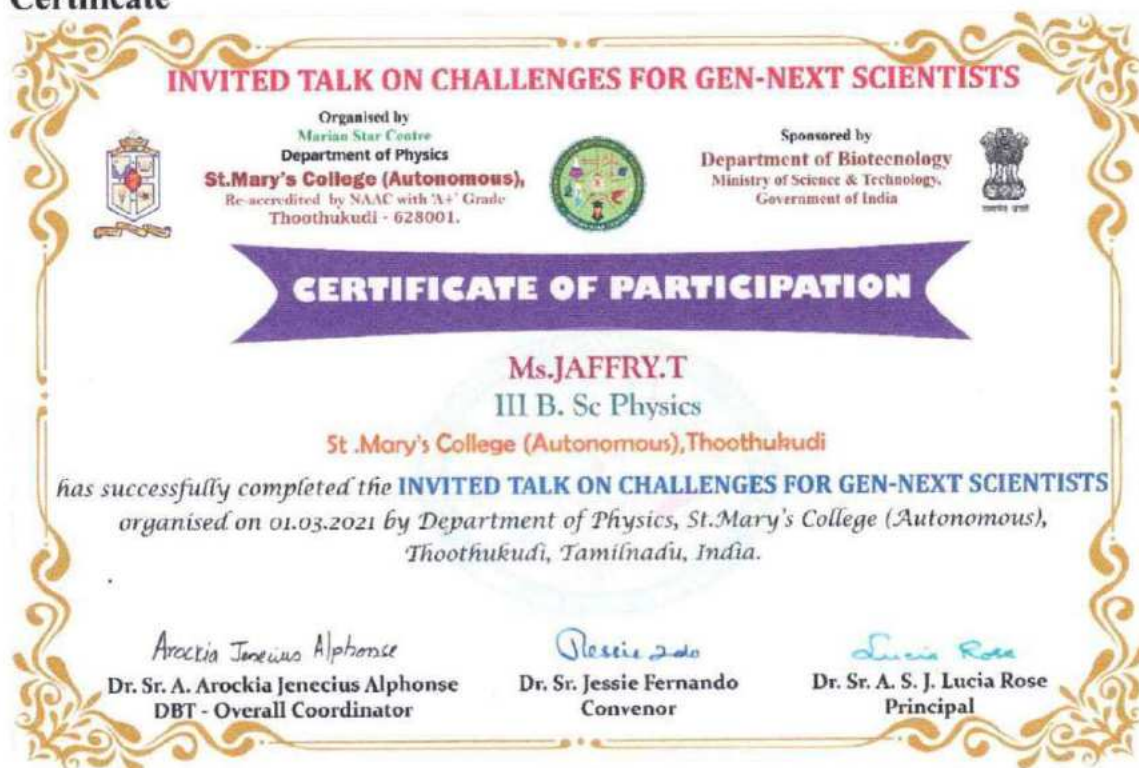 Certificate
INVITED TALK ON CHALLENGES FOR GEN-NEXT SCIENTISTS
Organised by
Marian Star Centre
Department of Physics
St.Mary's College (Autonomous),
Re-accredited by NAAC with 'A+' Grade
Thoothukudi - 628001.
Sponsored by
Department of Biotecnology
Ministry of Science & Technology,
Government of India
सत्यमेव जयते
CERTIFICATE OF PARTICIPATION
Ms.JAFFRY.T
III B. Sc Physics
St .Mary's College (Autonomous),Thoothukudi
has successfully completed the INVITED TALK ON CHALLENGES FOR GEN-NEXT SCIENTISTS
organised on 01.03.2021 by Department of Physics, St.Mary's College (Autonomous),
Thoothukudi, Tamilnadu, India.
Arockia Jenecius Alphonse
Lucia Rose
Dr. Sr. A. Arockia Jenecius Alphonse
DBT - Overall Coordinator
Dr. Sr. Jessie Fernando
Convenor
Dr. Sr. A. S. J. Lucia Rose
Principal